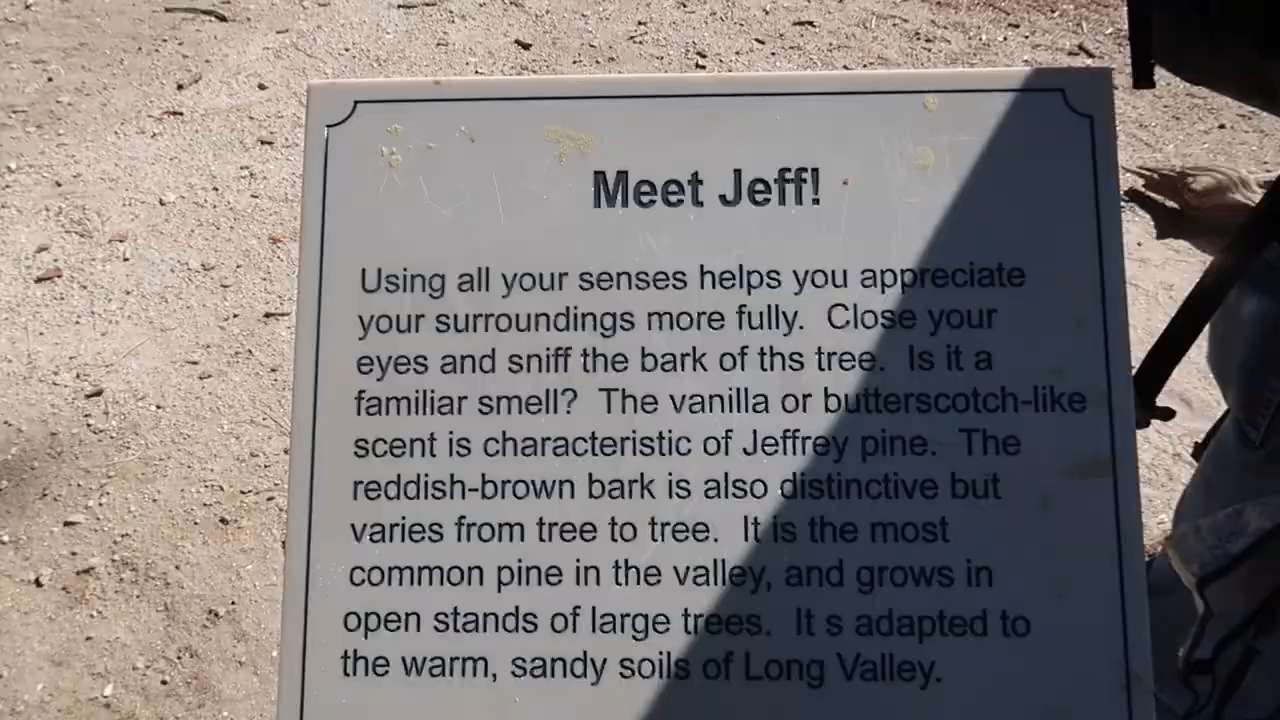 Meet Jeff!
Using all your senses helps you appreciate
your surroundings more fully.  Close your
eyes and sniff the bark of ths tree.  Is it a
familiar smell?  The vanilla or butterscotch-like
scent is characteristic of Jeffrey pine.  The
reddish-brown bark is also distinctive but
varies from tree to tree.  It is the most
common pine in the valley, and grows in
open stands of large trees.  It s adapted to
the warm, sandy soils of Long Valley.